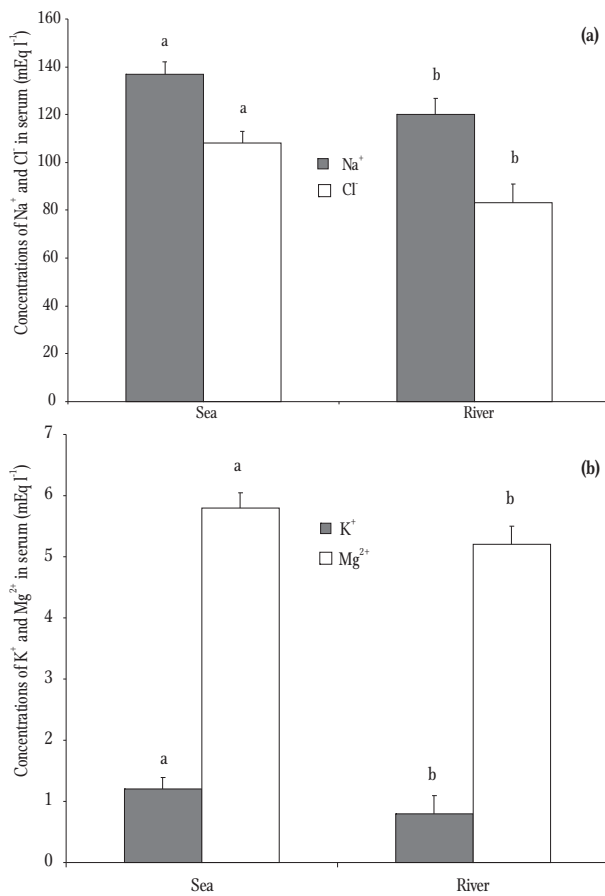 Concentrations of Na⁺ and Cl⁻ in serum (mEq l⁻¹)
160
140
120
100
80
60
40
20
0
(a)
a
a
b
b
Na⁺
Cl⁻
Sea
River
Concentrations of K⁺ and Mg²⁺ in serum (mEq l⁻¹)
7
6
5
4
3
2
1
0
(b)
a
a
b
b
K⁺
Mg²⁺
Sea
River